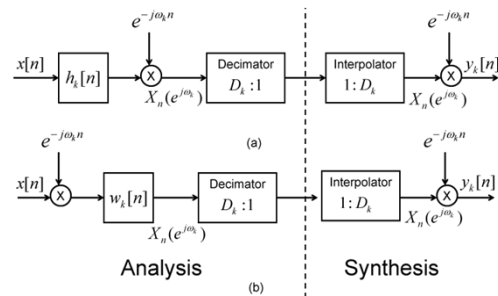 e^{-jω_k n} e^{-jω_k n}
x[n] h_k[n] X Decimator D_k : 1 Interpolator 1 : D_k X y_k[n]
X_n(e^{jω_k}) X_n(e^{jω_k})
(a)
e^{-jω_k n} e^{-jω_k n}
x[n] X w_k[n] Decimator D_k : 1 Interpolator 1 : D_k X y_k[n]
X_n(e^{jω_k}) X_n(e^{jω_k})
Analysis Synthesis
(b)